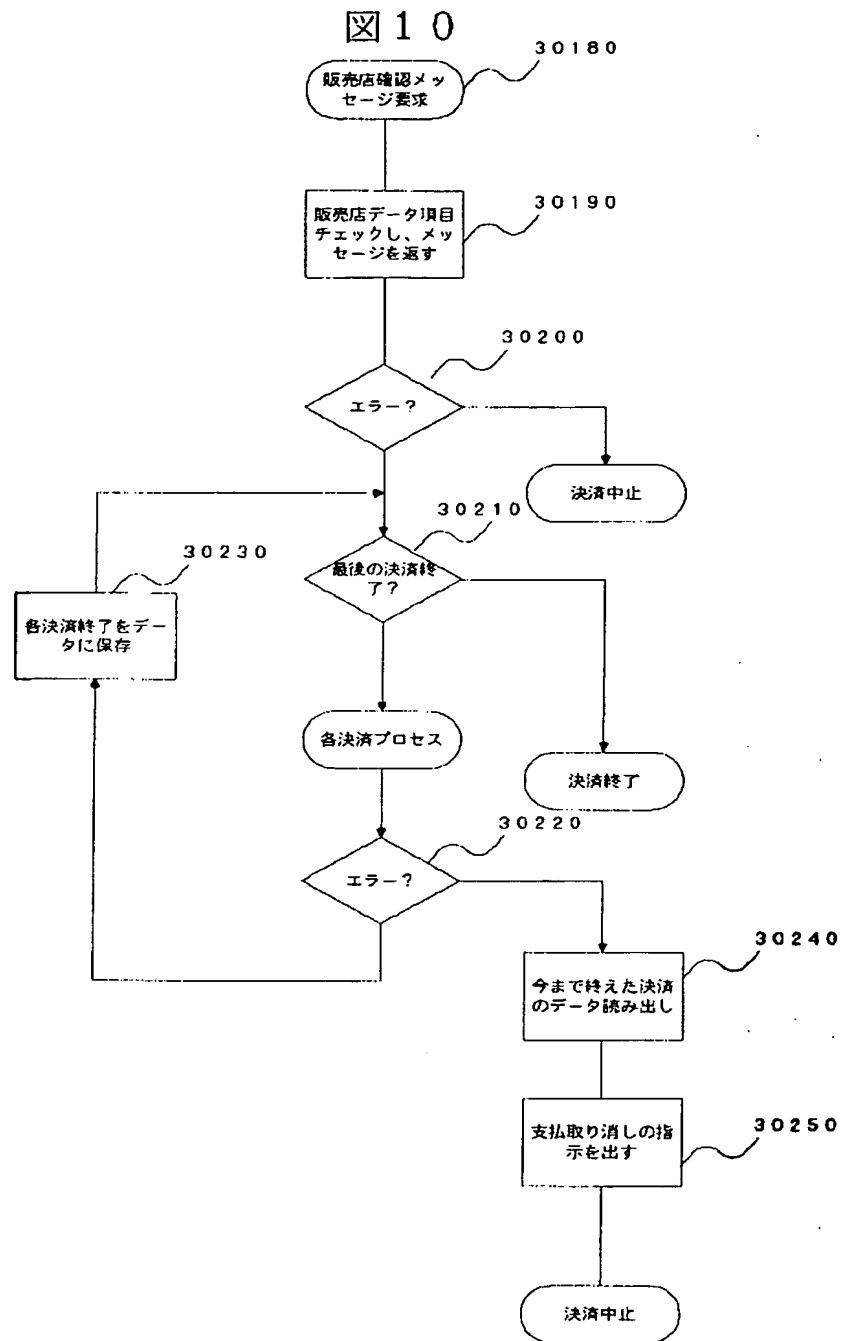 図１０
30180
販売店確認メッ
セージ要求
30190
販売店データ項目
チェックし、メッ
セージを返す
30200
エラー？
決済中止
30210
30230
最後の決済終
了？
各決済終了をデー
タに保存
各決済プロセス
決済終了
30220
エラー？
30240
今まで終えた決済
のデータ読み出し
30250
支払取り消しの指
示を出す
決済中止